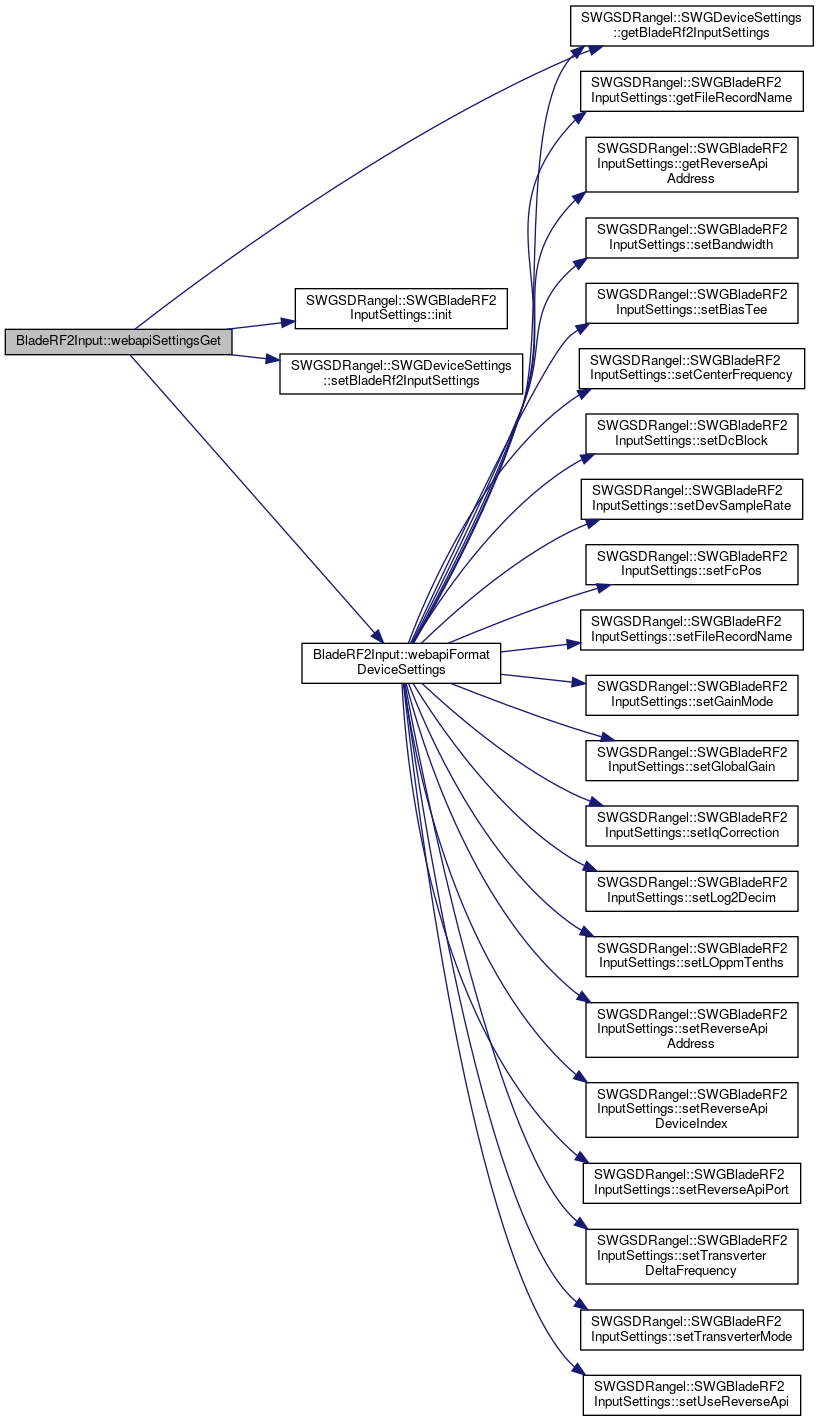 SWGSDRangel::SWGDeviceSettings
::getBladeRf2InputSettings
SWGSDRangel::SWGBladeRF2
InputSettings::getFileRecordName
SWGSDRangel::SWGBladeRF2
InputSettings::getReverseApi
Address
SWGSDRangel::SWGBladeRF2
InputSettings::setBandwidth
SWGSDRangel::SWGBladeRF2
InputSettings::setBiasTee
SWGSDRangel::SWGBladeRF2
InputSettings::init
BladeRF2Input::webapiSettingsGet
SWGSDRangel::SWGDeviceSettings
::setBladeRf2InputSettings
SWGSDRangel::SWGBladeRF2
InputSettings::setCenterFrequency
SWGSDRangel::SWGBladeRF2
InputSettings::setDcBlock
SWGSDRangel::SWGBladeRF2
InputSettings::setDevSampleRate
SWGSDRangel::SWGBladeRF2
InputSettings::setFcPos
SWGSDRangel::SWGBladeRF2
InputSettings::setFileRecordName
BladeRF2Input::webapiFormat
DeviceSettings
SWGSDRangel::SWGBladeRF2
InputSettings::setGainMode
SWGSDRangel::SWGBladeRF2
InputSettings::setGlobalGain
SWGSDRangel::SWGBladeRF2
InputSettings::setIqCorrection
SWGSDRangel::SWGBladeRF2
InputSettings::setLog2Decim
SWGSDRangel::SWGBladeRF2
InputSettings::setLOppmTenths
SWGSDRangel::SWGBladeRF2
InputSettings::setReverseApi
Address
SWGSDRangel::SWGBladeRF2
InputSettings::setReverseApi
DeviceIndex
SWGSDRangel::SWGBladeRF2
InputSettings::setReverseApiPort
SWGSDRangel::SWGBladeRF2
InputSettings::setTransverter
DeltaFrequency
SWGSDRangel::SWGBladeRF2
InputSettings::setTransverterMode
SWGSDRangel::SWGBladeRF2
InputSettings::setUseReverseApi